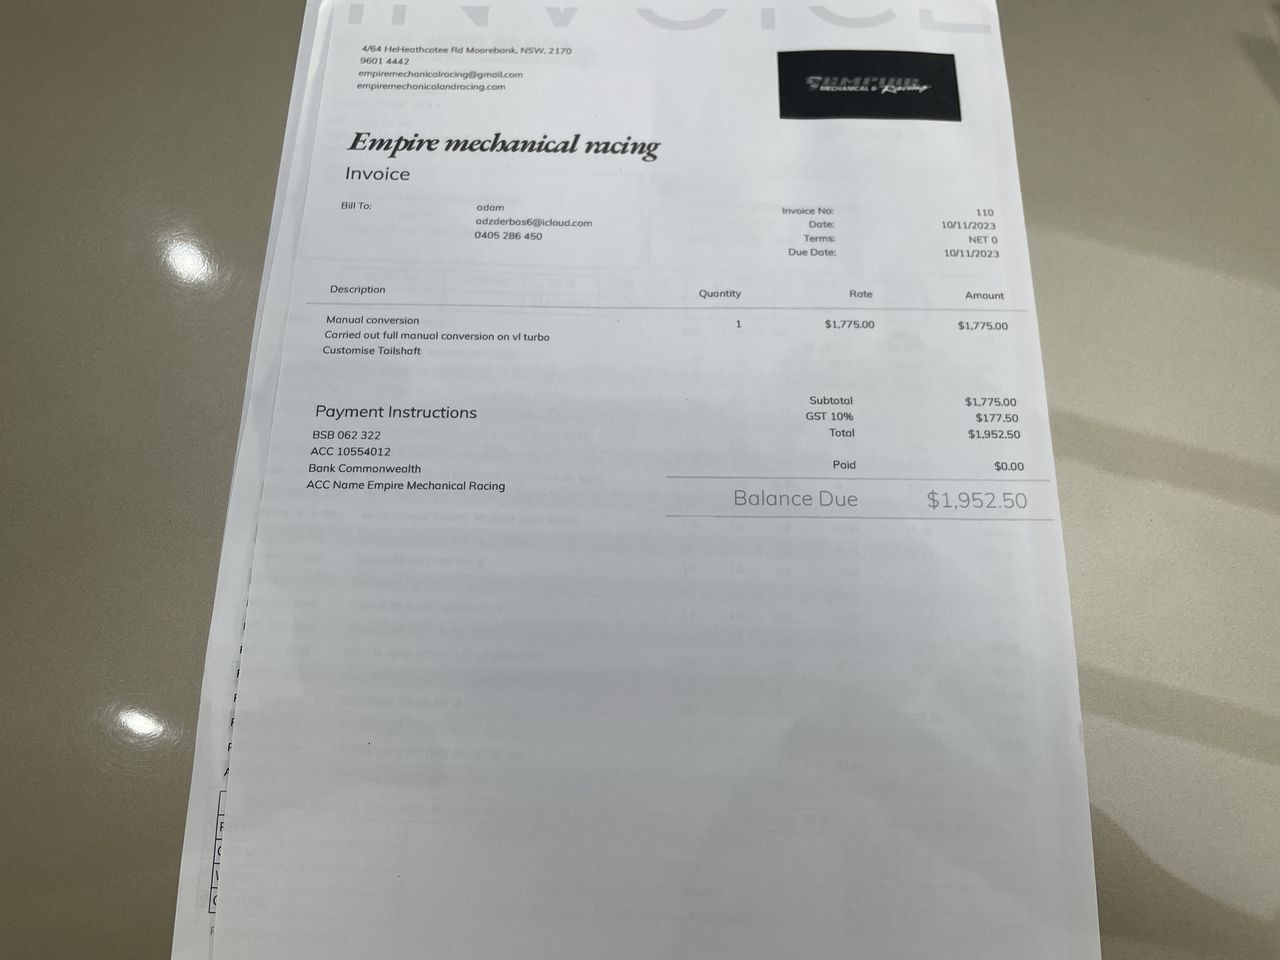 INVOICE
4/64 HeHeathcotee Rd Moorebank, NSW, 2170
9601 4442
empiremechanicalracing@gmail.com
empiremechanicalandracing.com
EMPIRE
MECHANICAL & Racing
Empire mechanical racing
Invoice
Bill To:
adam
adzderbas6@icloud.com
0405 286 450
Invoice No: 110
Date: 10/11/2023
Terms: NET 0
Due Date: 10/11/2023
Description Quantity Rate Amount
Manual conversion 1 $1,775.00 $1,775.00
Carried out full manual conversion on vl turbo
Customise Tailshaft
Subtotal $1,775.00
GST 10% $177.50
Total $1,952.50
Paid $0.00
Balance Due $1,952.50
Payment Instructions
BSB 062 322
ACC 10554012
Bank Commonwealth
ACC Name Empire Mechanical Racing